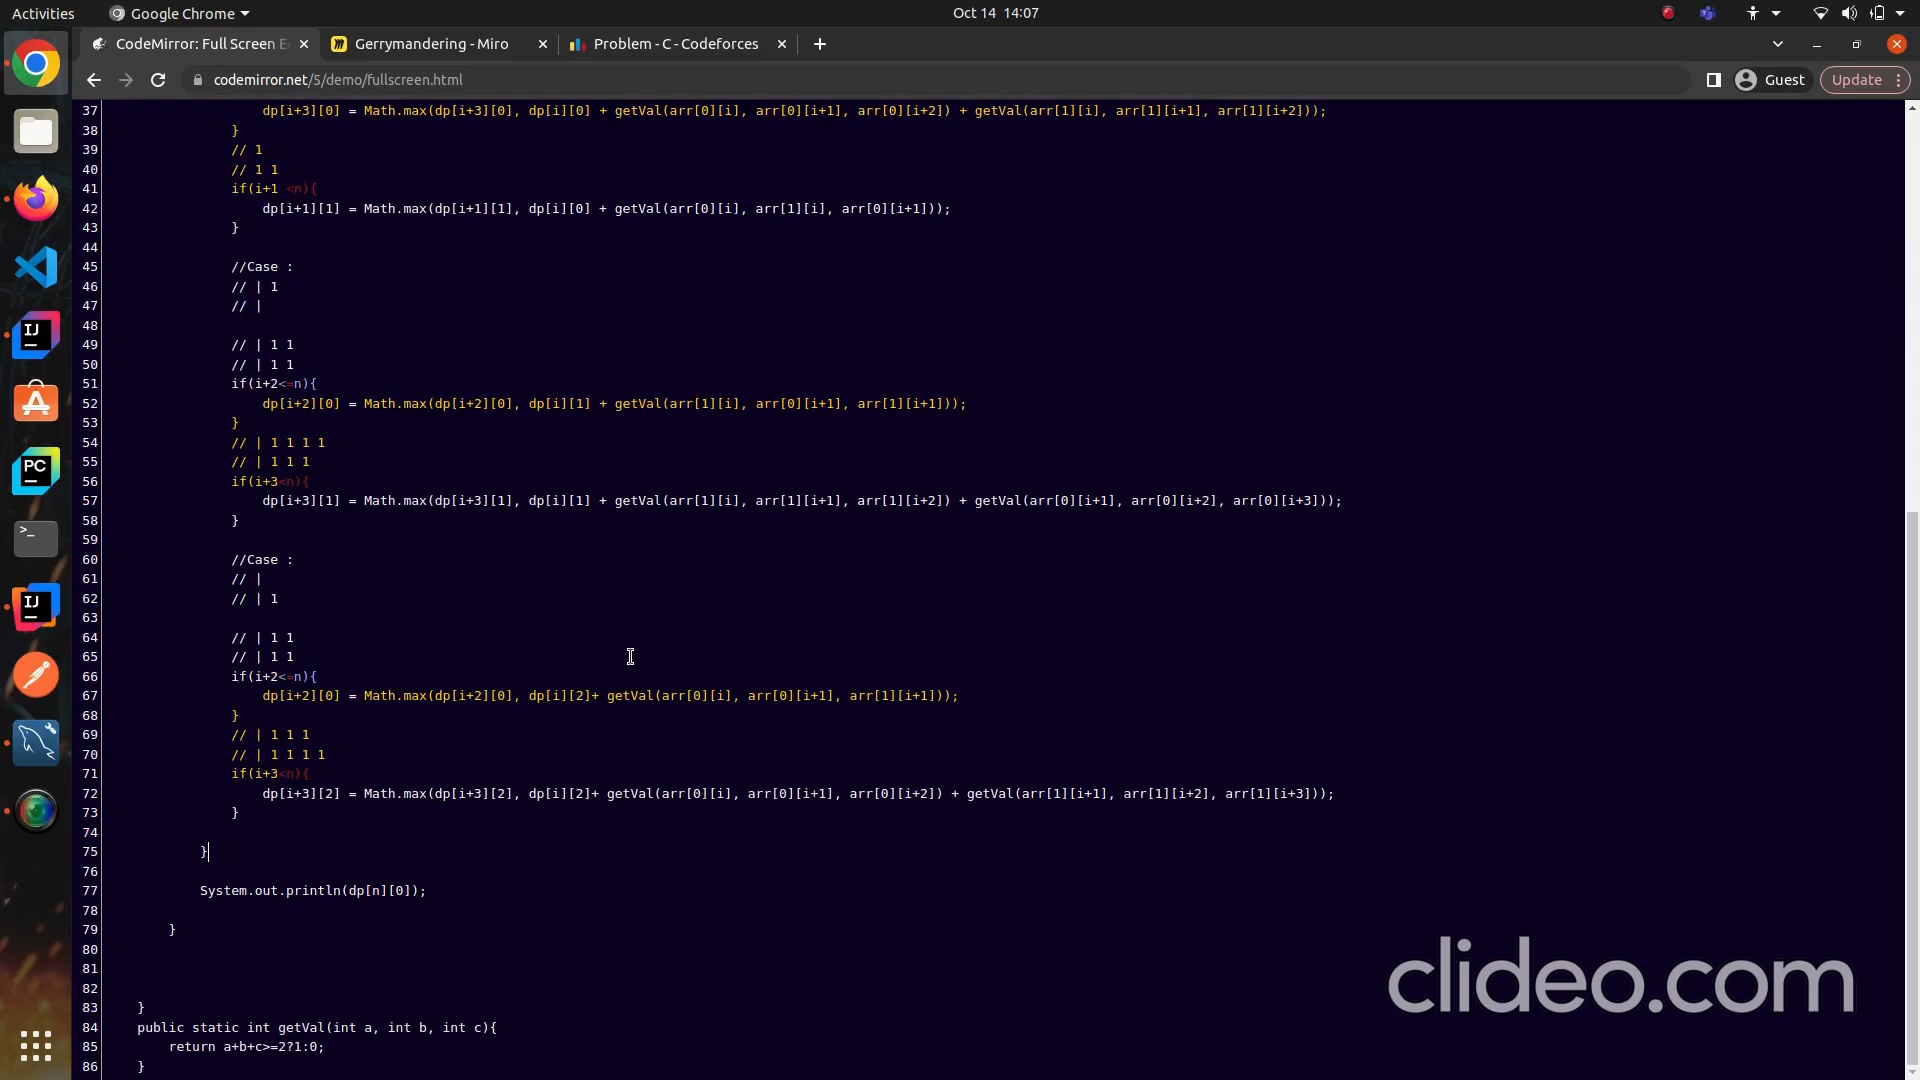 Activities
Google Chrome
Oct 14 14:07
CodeMirror: Full Screen E
Gerrymandering - Miro
Problem - C - Codeforces
codemirror.net/5/demo/fullscreen.html
Guest
Update
37 dp[i+3][0] = Math.max(dp[i+3][0], dp[i][0] + getVal(arr[0][i], arr[0][i+1], arr[0][i+2]) + getVal(arr[1][i], arr[1][i+1], arr[1][i+2]));
38 }
39 // 1
40 // 1 1
41 if(i+1 <n){
42 dp[i+1][1] = Math.max(dp[i+1][1], dp[i][0] + getVal(arr[0][i], arr[1][i], arr[0][i+1]));
43 }
44
45 //Case :
46 // | 1
47 // |
48
49 // | 1 1
50 // | 1 1
51 if(i+2<=n){
52 dp[i+2][0] = Math.max(dp[i+2][0], dp[i][1] + getVal(arr[1][i], arr[0][i+1], arr[1][i+1]));
53 }
54 // | 1 1 1 1
55 // | 1 1 1
56 if(i+3<n){
57 dp[i+3][1] = Math.max(dp[i+3][1], dp[i][1] + getVal(arr[1][i], arr[1][i+1], arr[1][i+2]) + getVal(arr[0][i+1], arr[0][i+2], arr[0][i+3]));
58 }
59
60 //Case :
61 // |
62 // | 1
63
64 // | 1 1
65 // | 1 1
66 if(i+2<=n){
67 dp[i+2][0] = Math.max(dp[i+2][0], dp[i][2]+ getVal(arr[0][i], arr[0][i+1], arr[1][i+1]));
68 }
69 // | 1 1 1
70 // | 1 1 1 1
71 if(i+3<n){
72 dp[i+3][2] = Math.max(dp[i+3][2], dp[i][2]+ getVal(arr[0][i], arr[0][i+1], arr[0][i+2]) + getVal(arr[1][i+1], arr[1][i+2], arr[1][i+3]));
73 }
74
75 }
76
77 System.out.println(dp[n][0]);
78
79 }
80
81
82
83 }
84 public static int getVal(int a, int b, int c){
85 return a+b+c>=2?1:0;
86 }
IJ
PC
>_
IJ
clideo.com